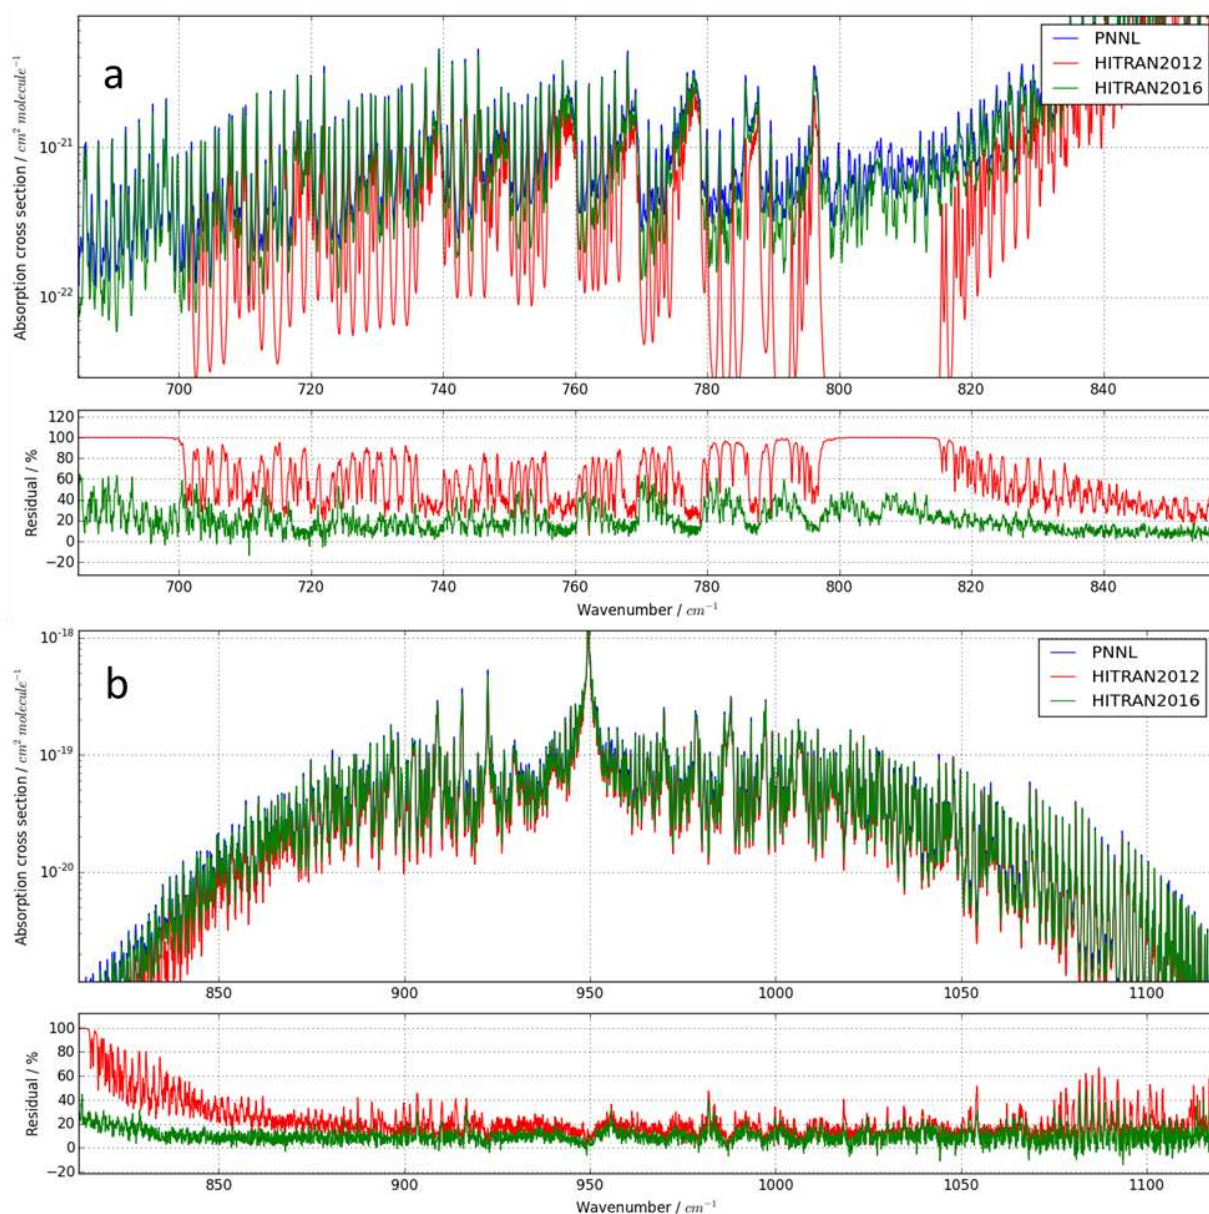 a
PNNL
HITRAN2012
HITRAN2016
Absorption cross section / cm² molecule⁻¹
10⁻²¹
10⁻²²
700 720 740 760 780 800 820 840
Residual / %
120
100
80
60
40
20
0
−20
700 720 740 760 780 800 820 840
Wavenumber / cm⁻¹
b
PNNL
HITRAN2012
HITRAN2016
Absorption cross section / cm² molecule⁻¹
10⁻¹⁸
10⁻¹⁹
10⁻²⁰
850 900 950 1000 1050 1100
Residual / %
100
80
60
40
20
0
−20
850 900 950 1000 1050 1100
Wavenumber / cm⁻¹